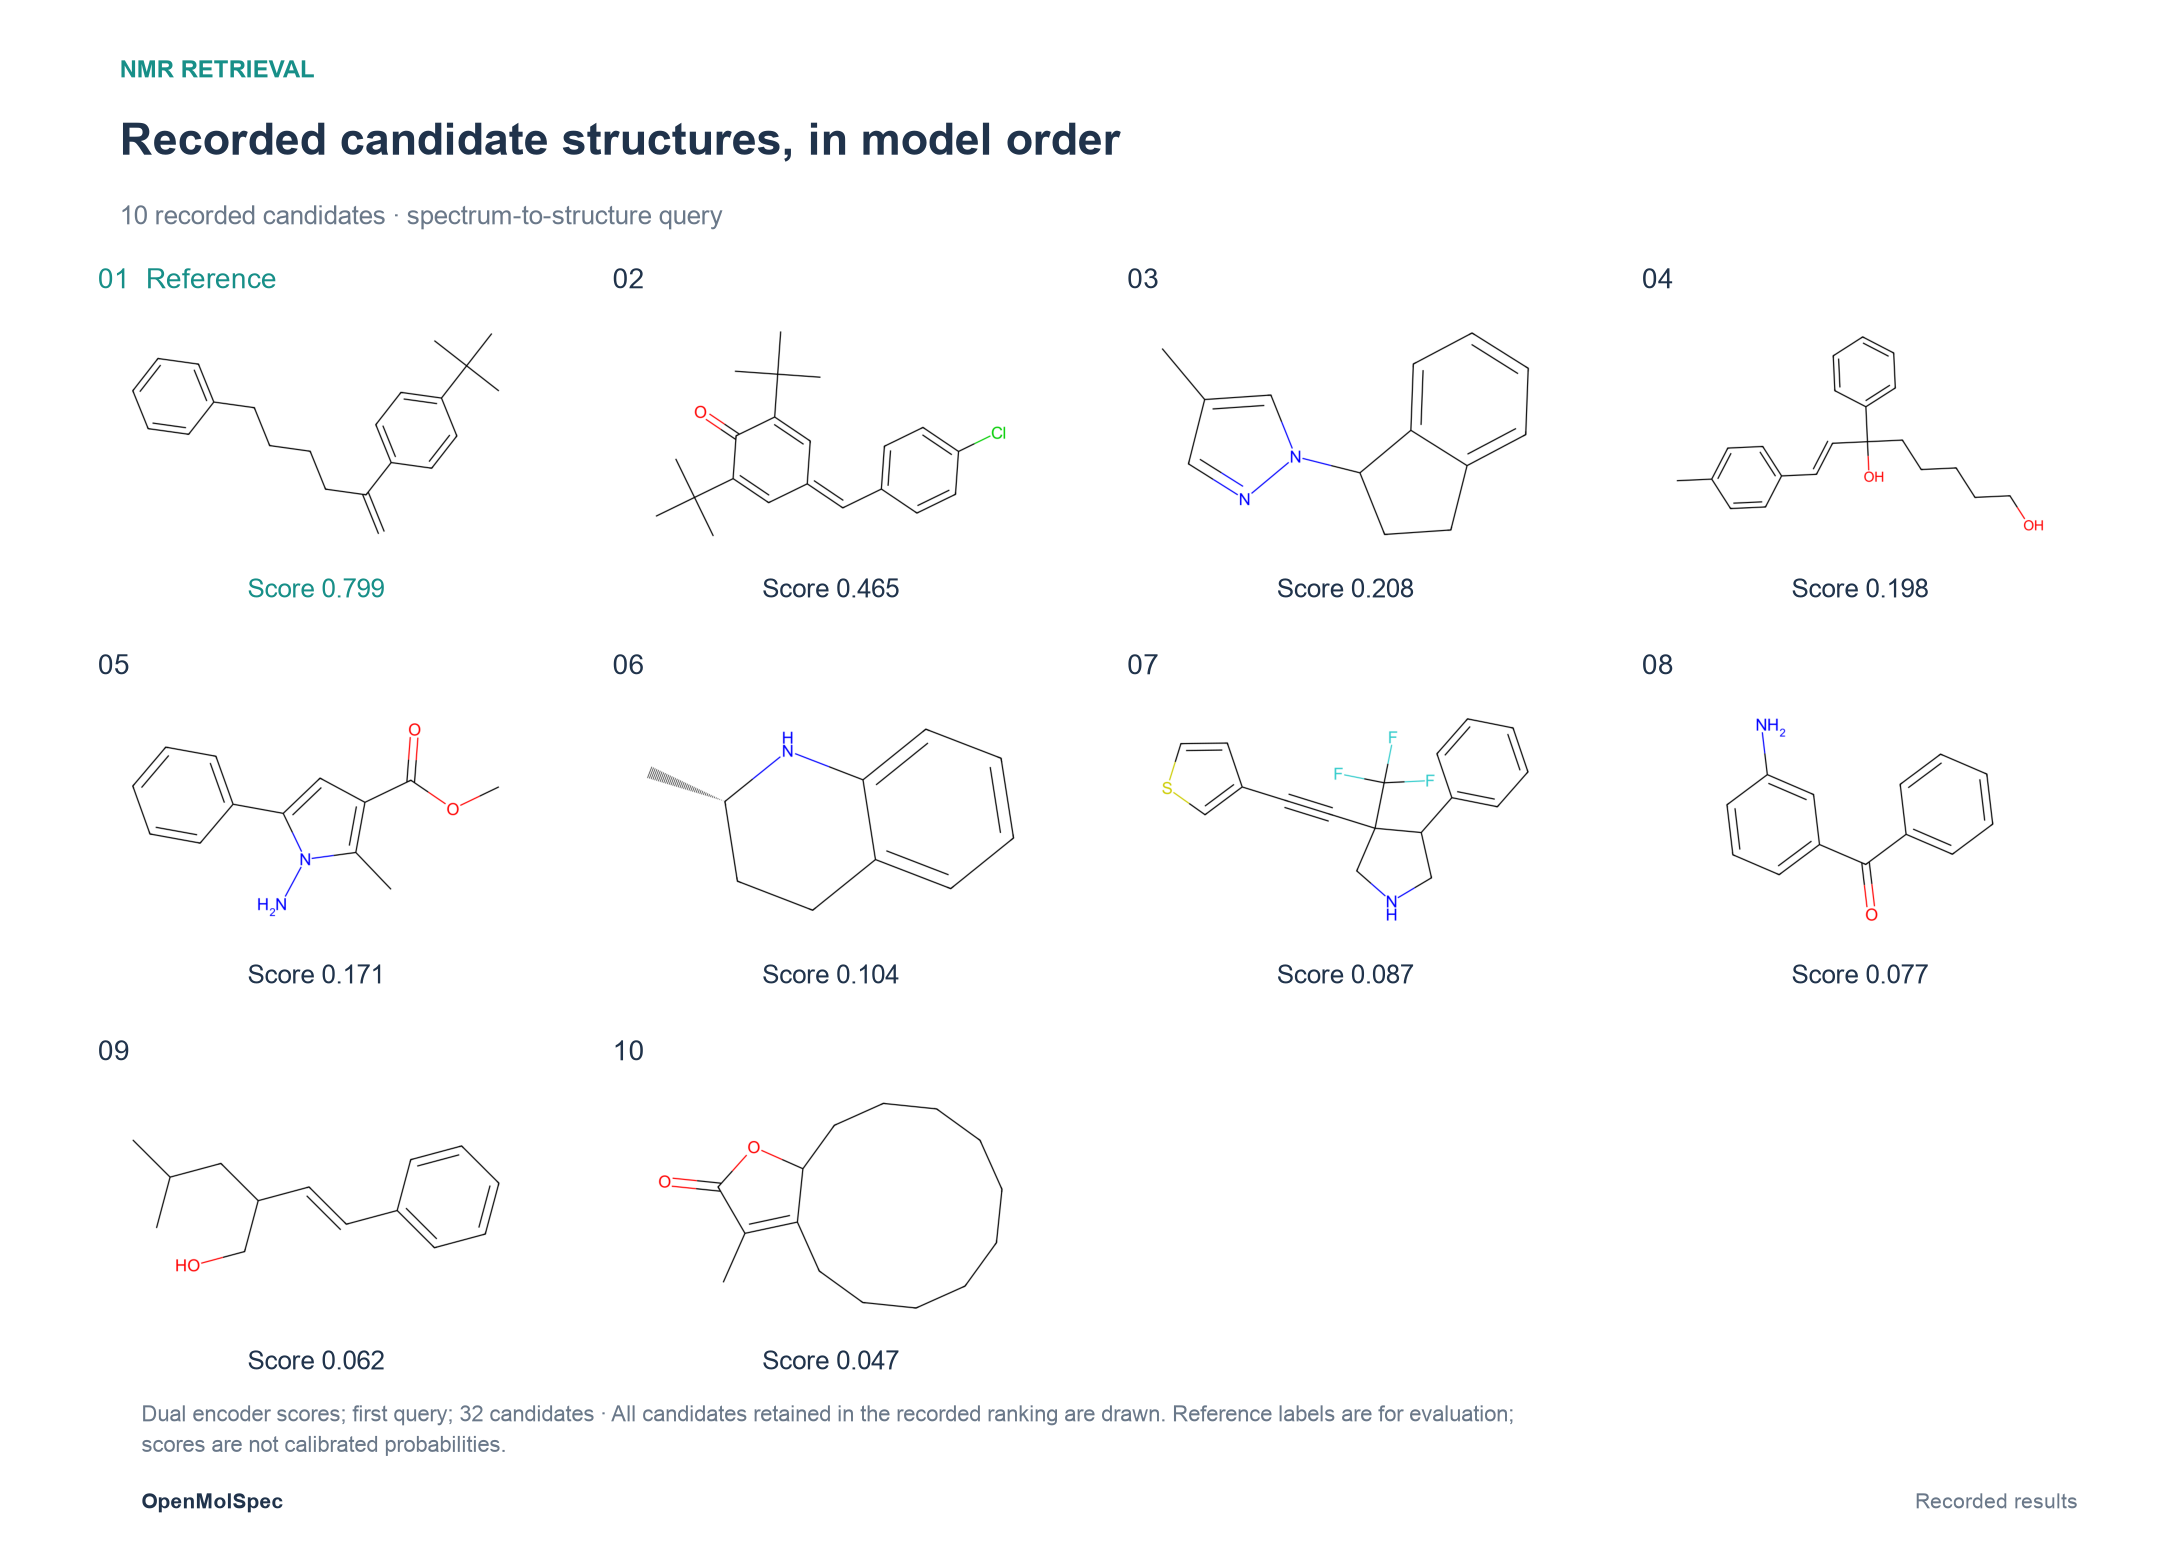 NMR RETRIEVAL
Recorded candidate structures, in model order
10 recorded candidates · spectrum-to-structure query
01 Reference
02
03
04
O
Cl
N
N
OH
OH
Score 0.799
Score 0.465
Score 0.208
Score 0.198
05
06
07
08
O
O
N
H2N
H
N
S
F
F
F
N
H
NH2
O
Score 0.171
Score 0.104
Score 0.087
Score 0.077
09
10
HO
O
O
Score 0.062
Score 0.047
Dual encoder scores; first query; 32 candidates · All candidates retained in the recorded ranking are drawn. Reference labels are for evaluation;
scores are not calibrated probabilities.
OpenMolSpec
Recorded results